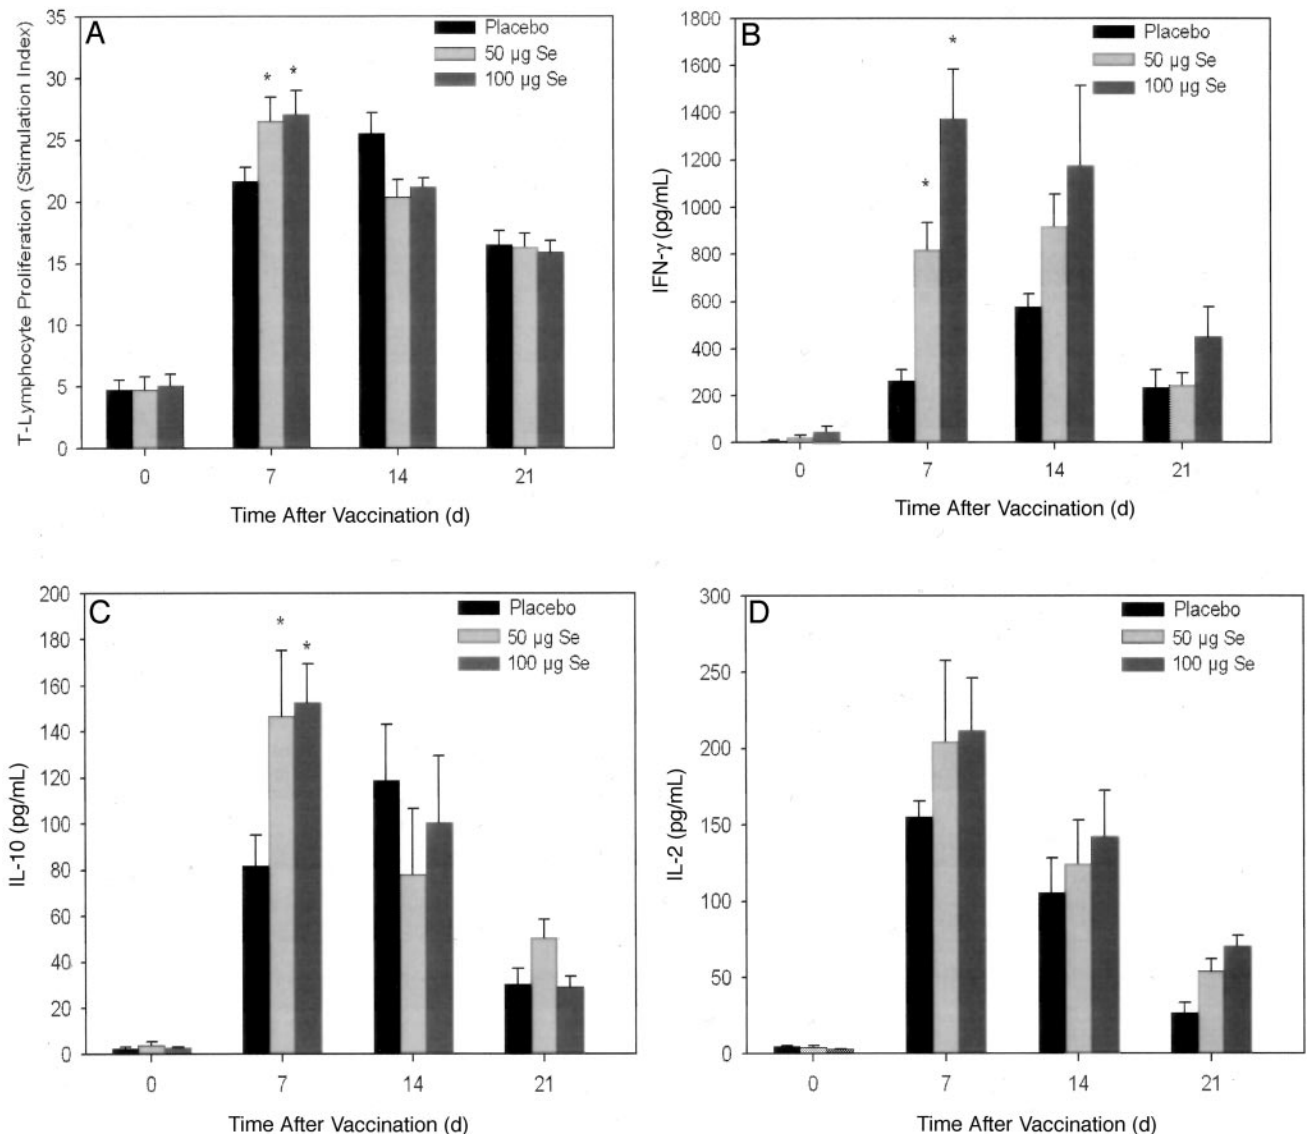 A
Placebo
50 µg Se
100 µg Se
T-Lymphocyte Proliferation (Stimulation Index)
35
30
25
20
15
10
5
0
* *
0 7 14 21
Time After Vaccination (d)
B
Placebo
50 µg Se
100 µg Se
IFN-γ (pg/mL)
1800
1600
1400
1200
1000
800
600
400
200
0
*
*
0 7 14 21
Time After Vaccination (d)
C
Placebo
50 µg Se
100 µg Se
IL-10 (pg/mL)
200
180
160
140
120
100
80
60
40
20
0
*
*
0 7 14 21
Time After Vaccination (d)
D
Placebo
50 µg Se
100 µg Se
IL-2 (pg/mL)
300
250
200
150
100
50
0
0 7 14 21
Time After Vaccination (d)